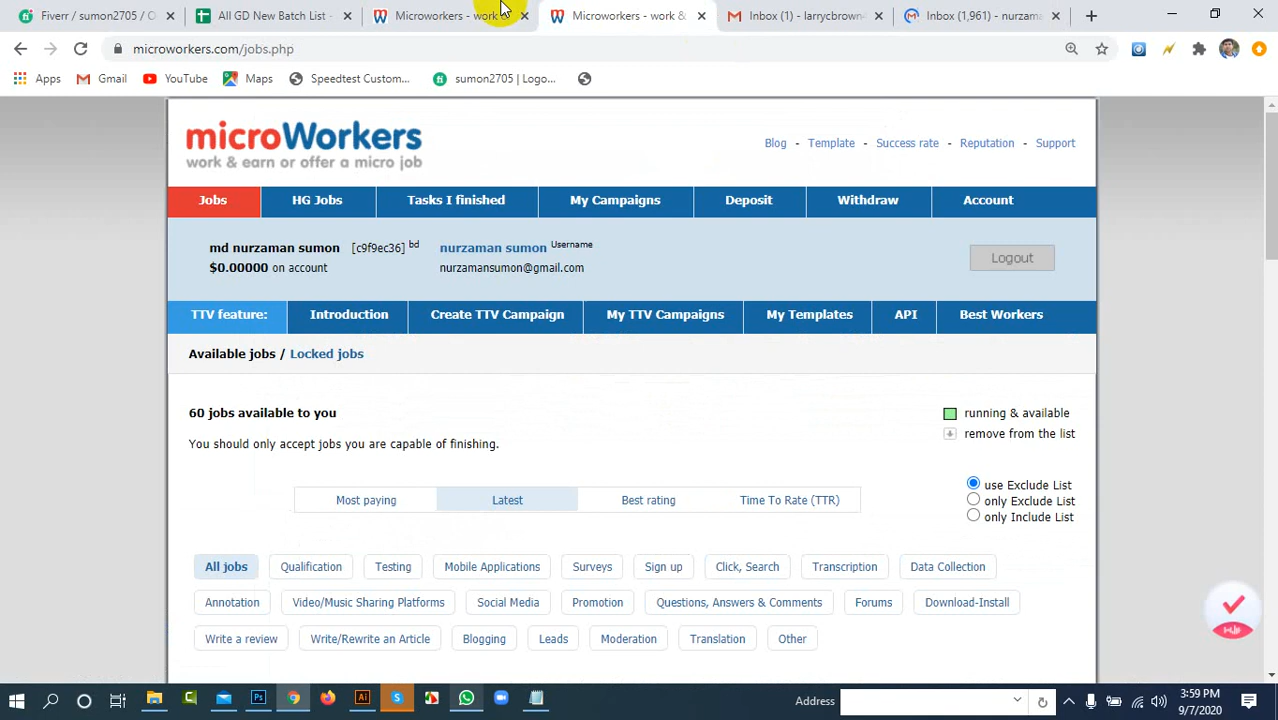 Fiverr / sumon2705 / O
All GD New Batch List -
Microworkers - work &
Microworkers - work &
Inbox (1) - larrycbrown
Inbox (1,961) - nurzama
microworkers.com/jobs.php
Apps
Gmail
YouTube
Maps
Speedtest Custom...
sumon2705 | Logo...
microWorkers
work & earn or offer a micro job
Blog - Template - Success rate - Reputation - Support
Jobs
HG Jobs
Tasks I finished
My Campaigns
Deposit
Withdraw
Account
md nurzaman sumon [c9f9ec36] bd
nurzaman sumon Username
$0.00000 on account
nurzamansumon@gmail.com
Logout
TTV feature:
Introduction
Create TTV Campaign
My TTV Campaigns
My Templates
API
Best Workers
Available jobs / Locked jobs
60 jobs available to you
running & available
You should only accept jobs you are capable of finishing.
remove from the list
Most paying
Latest
Best rating
Time To Rate (TTR)
use Exclude List
only Exclude List
only Include List
All jobs
Qualification
Testing
Mobile Applications
Surveys
Sign up
Click, Search
Transcription
Data Collection
Annotation
Video/Music Sharing Platforms
Social Media
Promotion
Questions, Answers & Comments
Forums
Download-Install
Write a review
Write/Rewrite an Article
Blogging
Leads
Moderation
Translation
Other
Address
3:59 PM
9/7/2020